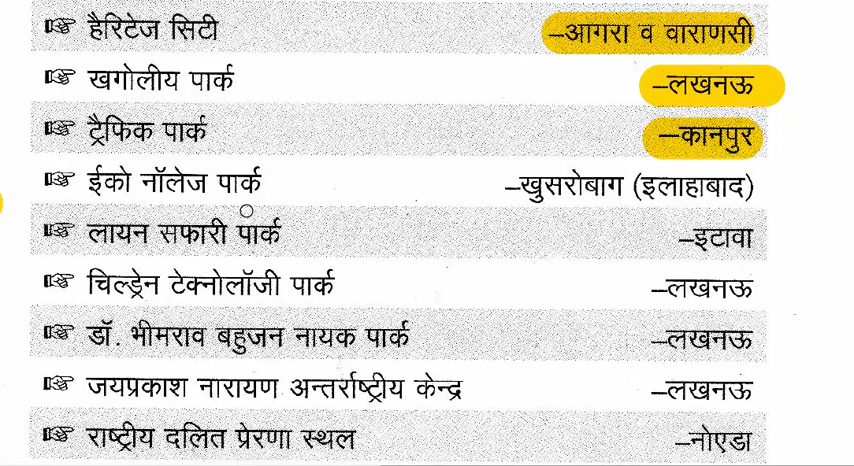 ☞ हैरिटेज सिटी –आगरा व वाराणसी
☞ खगोलीय पार्क –लखनऊ
☞ ट्रैफिक पार्क –कानपुर
☞ ईको नॉलेज पार्क –खुसरोबाग (इलाहाबाद)
☞ लायन सफारी पार्क –इटावा
☞ चिल्ड्रेन टेक्नोलॉजी पार्क –लखनऊ
☞ डॉ. भीमराव बहुजन नायक पार्क –लखनऊ
☞ जयप्रकाश नारायण अन्तर्राष्ट्रीय केन्द्र –लखनऊ
☞ राष्ट्रीय दलित प्रेरणा स्थल –नोएडा